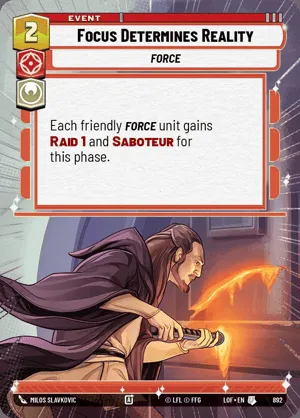 EVENT
2
FOCUS DETERMINES REALITY
FORCE
Each friendly FORCE unit gains
RAID 1 and SABOTEUR for
this phase.
MILOS SLAVKOVIC
© LFL © FFG
LOF • EN
892